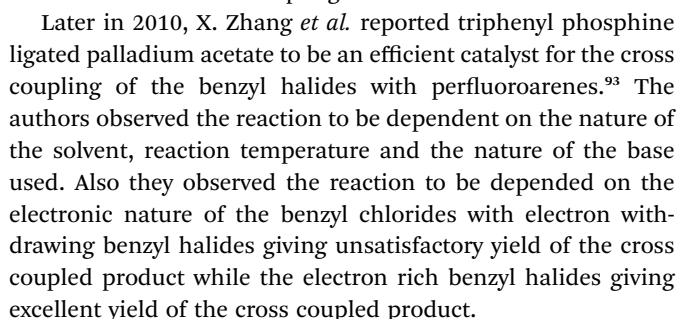 Later in 2010, X. Zhang et al. reported triphenyl phosphine
ligated palladium acetate to be an efficient catalyst for the cross
coupling of the benzyl halides with perfluoroarenes.93 The
authors observed the reaction to be dependent on the nature of
the solvent, reaction temperature and the nature of the base
used. Also they observed the reaction to be depended on the
electronic nature of the benzyl chlorides with electron with-
drawing benzyl halides giving unsatisfactory yield of the cross
coupled product while the electron rich benzyl halides giving
excellent yield of the cross coupled product.